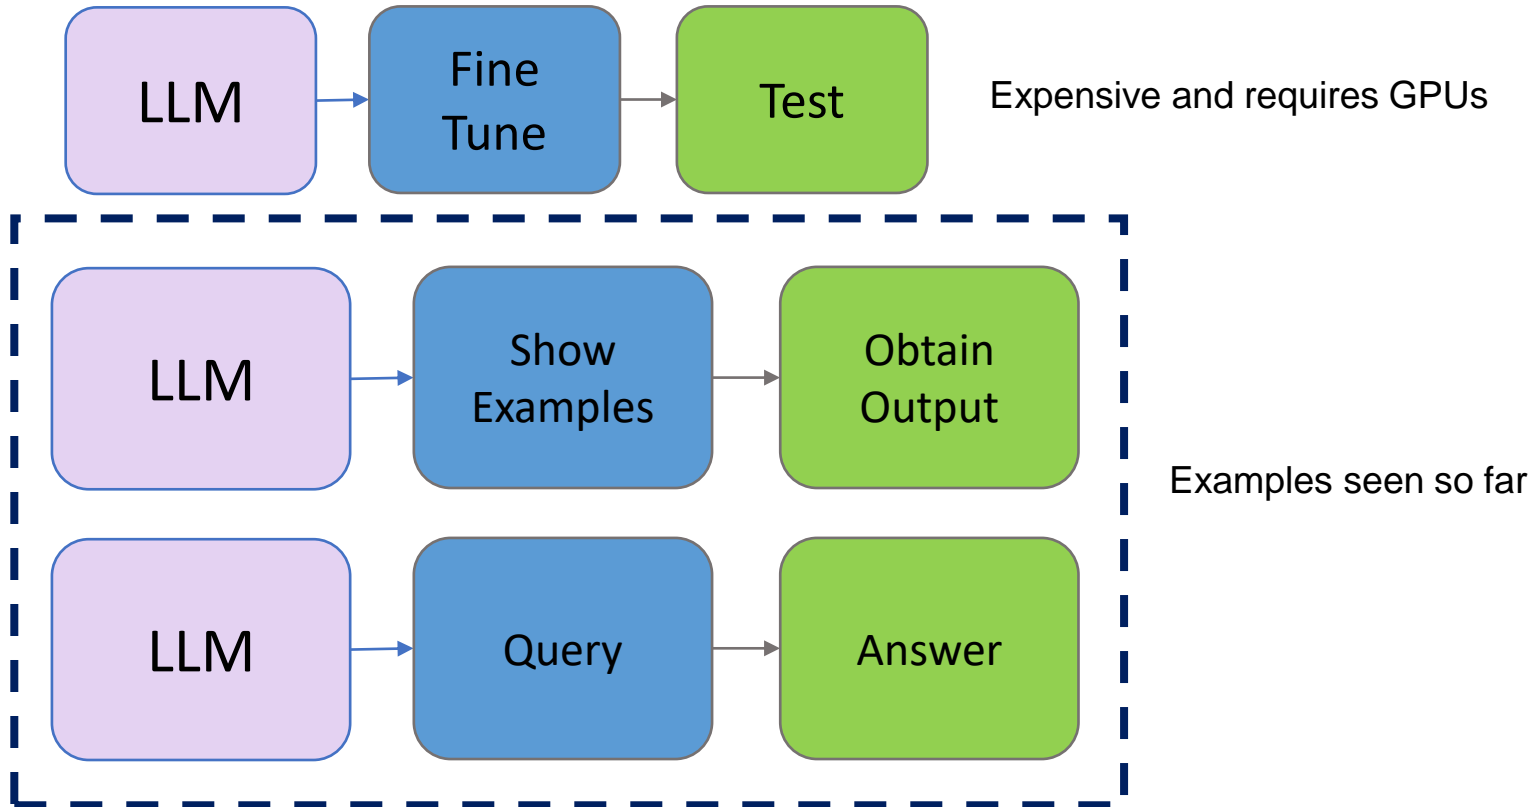 LLM
Fine
Tune
Test
Expensive and requires GPUs
LLM
Show
Examples
Obtain
Output
Examples seen so far
LLM
Query
Answer